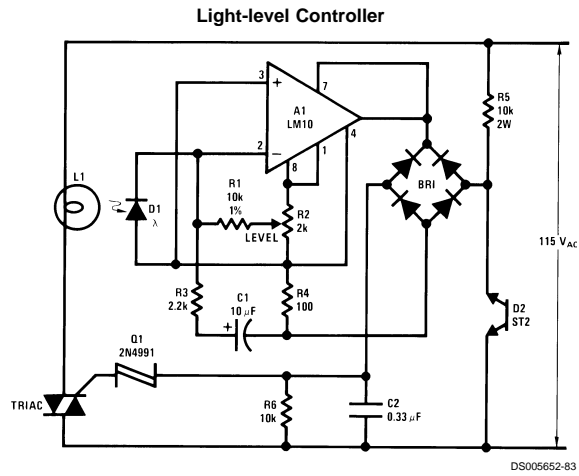 Light-level Controller
3
+
7
A1
LM10
2
–
4
8
1
R5
10k
2W
L1
D1
λ
R1
10k
1%
LEVEL
R2
2k
BRI
115 VAC
R3
2.2k
C1
10 μF
+
R4
100
D2
ST2
Q1
2N4991
TRIAC
R6
10k
C2
0.33 μF
DS005652-83